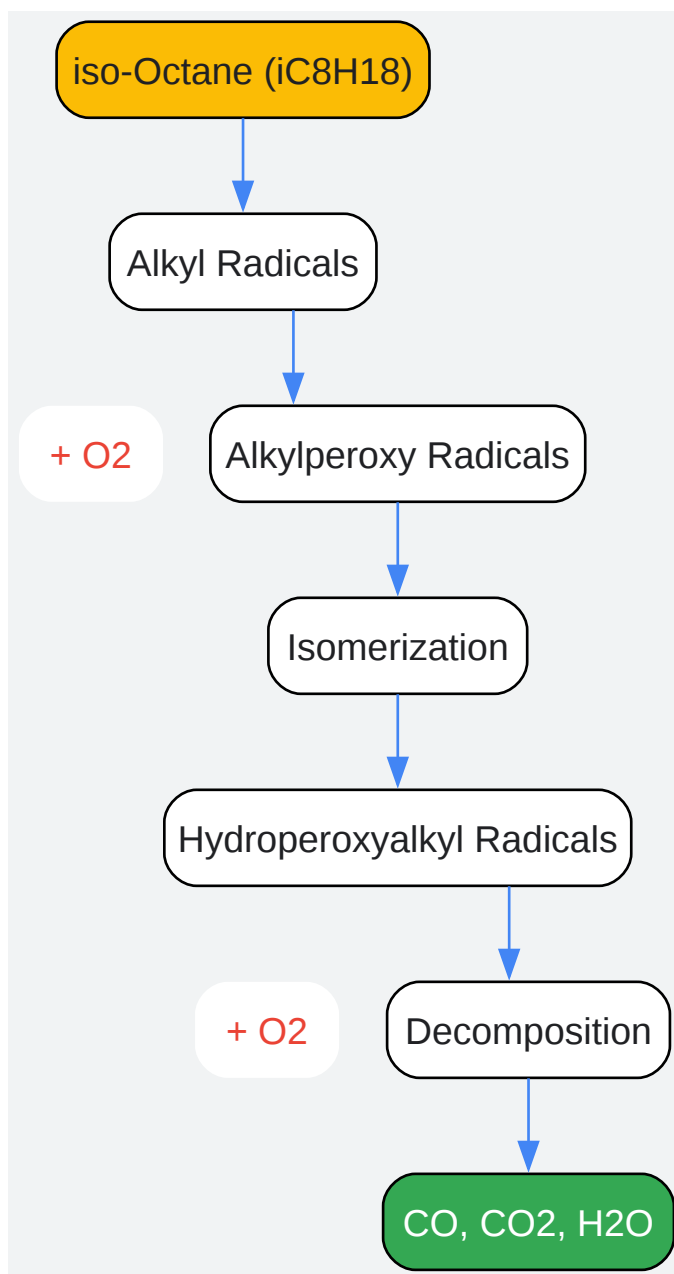 iso-Octane (iC8H18)
Alkyl Radicals
+ O2
Alkylperoxy Radicals
Isomerization
Hydroperoxyalkyl Radicals
+ O2
Decomposition
CO, CO2, H2O